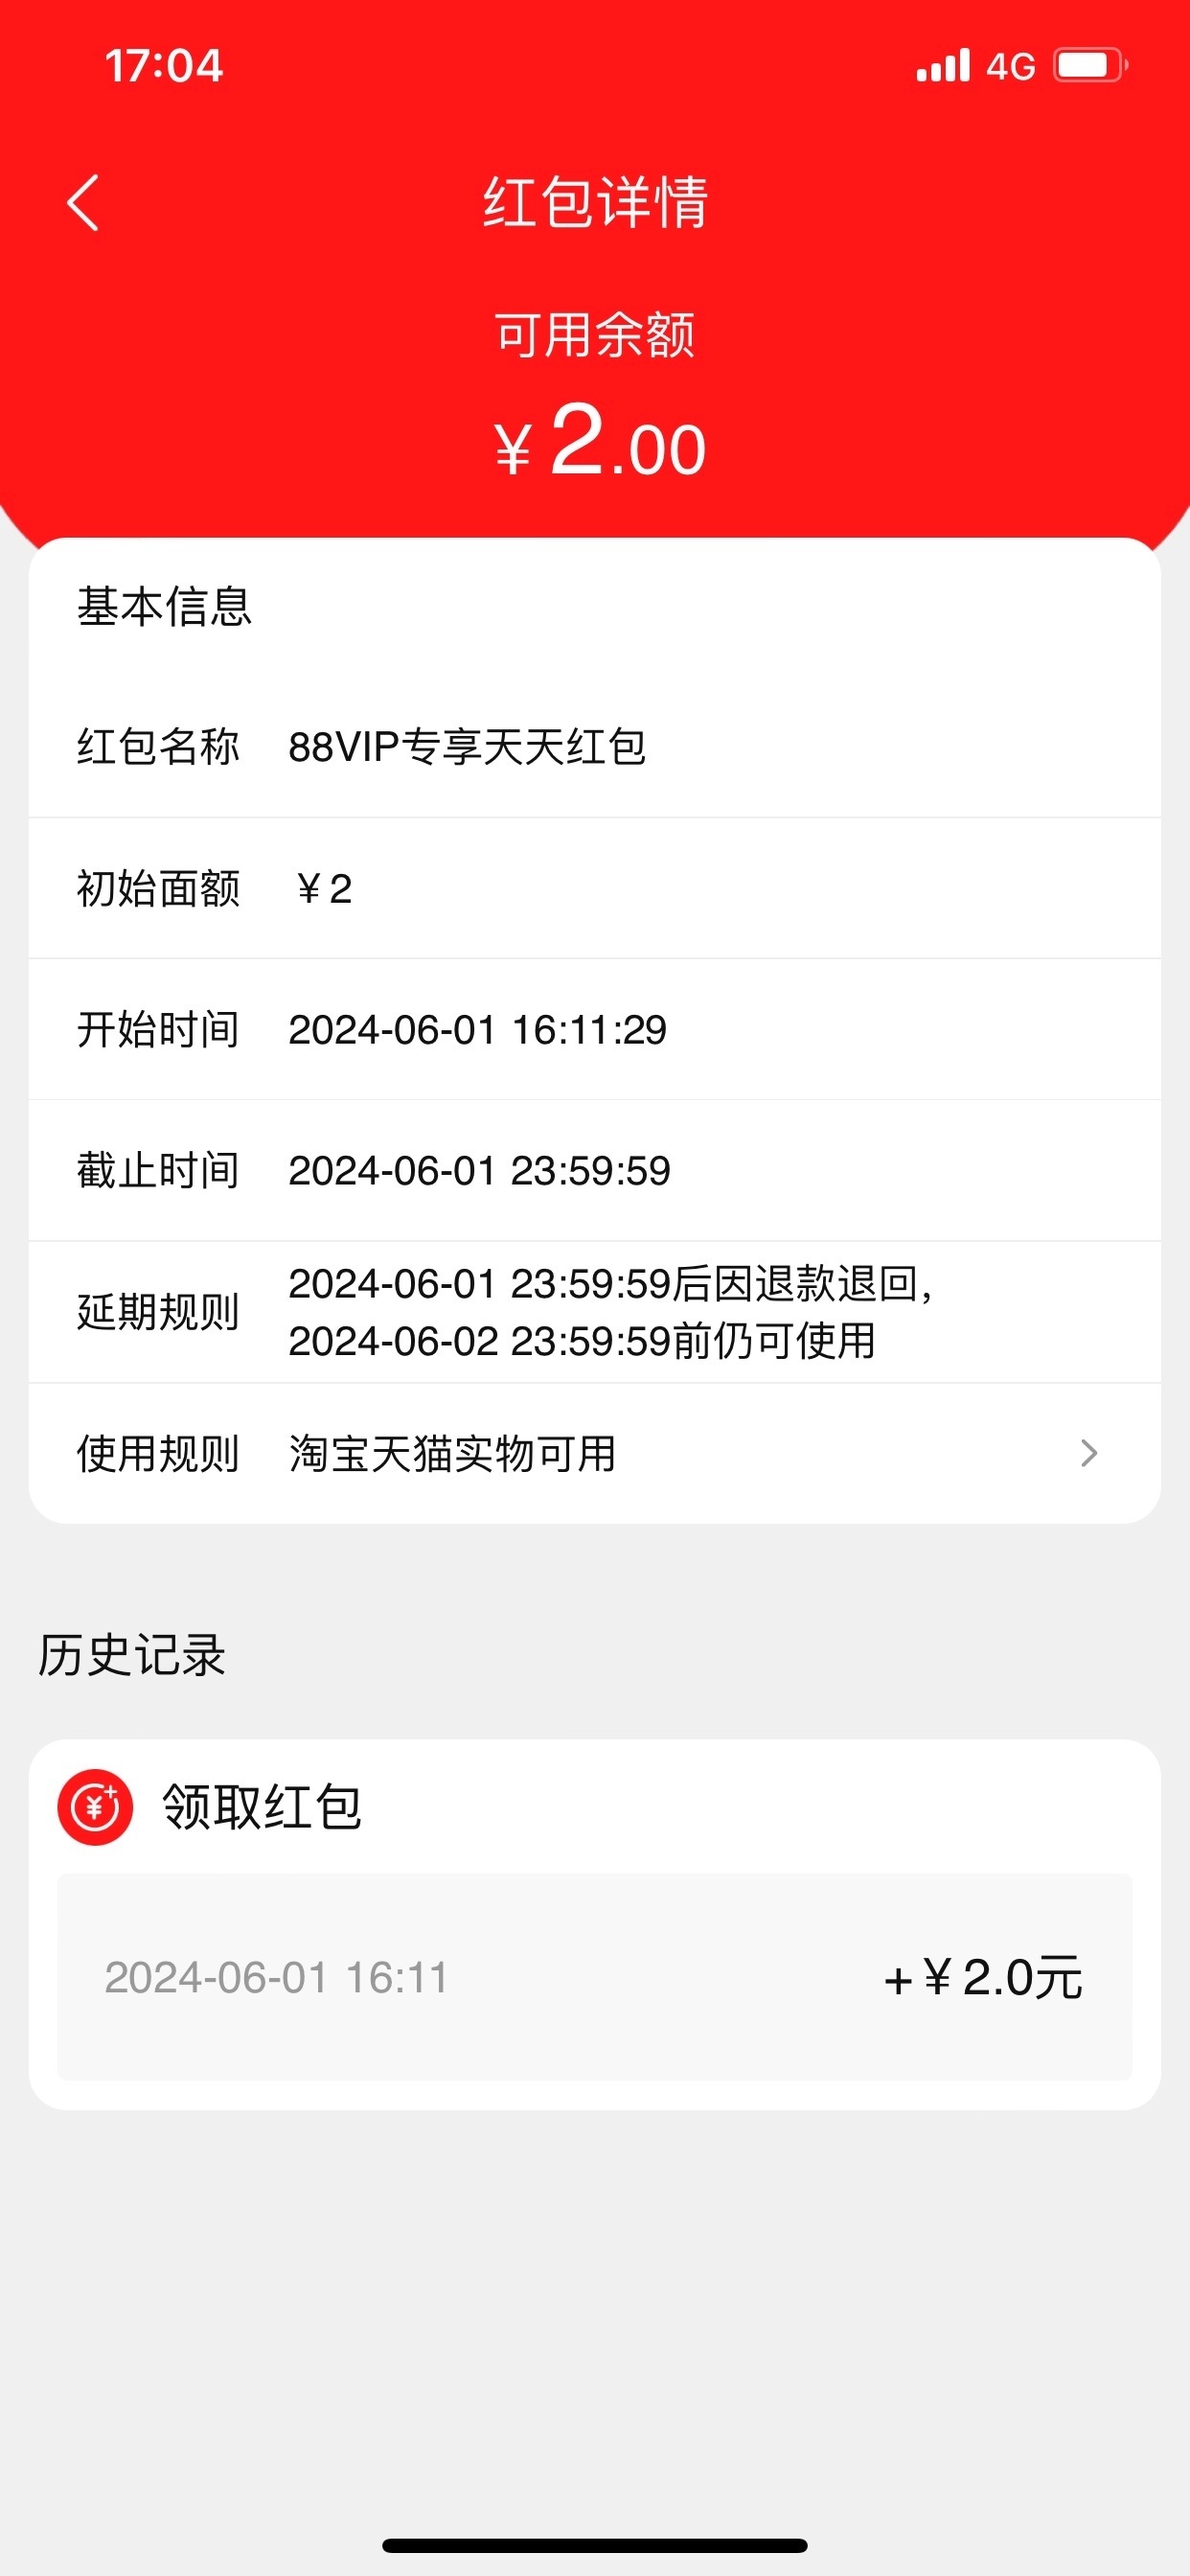 17:04
4G
红包详情
可用余额
¥2.00
基本信息
红包名称 88VIP专享天天红包
初始面额 ¥2
开始时间 2024-06-01 16:11:29
截止时间 2024-06-01 23:59:59
延期规则 2024-06-01 23:59:59后因退款退回，
2024-06-02 23:59:59前仍可使用
使用规则 淘宝天猫实物可用
历史记录
领取红包
2024-06-01 16:11 +¥2.0元